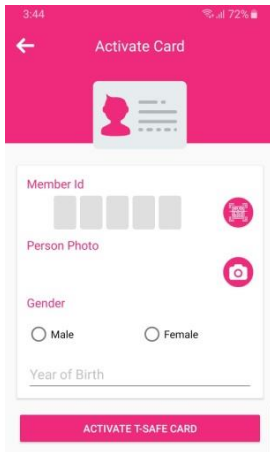 3:44 72%
Activate Card
Member Id
Person Photo
Gender
Male Female
Year of Birth
ACTIVATE T-SAFE CARD